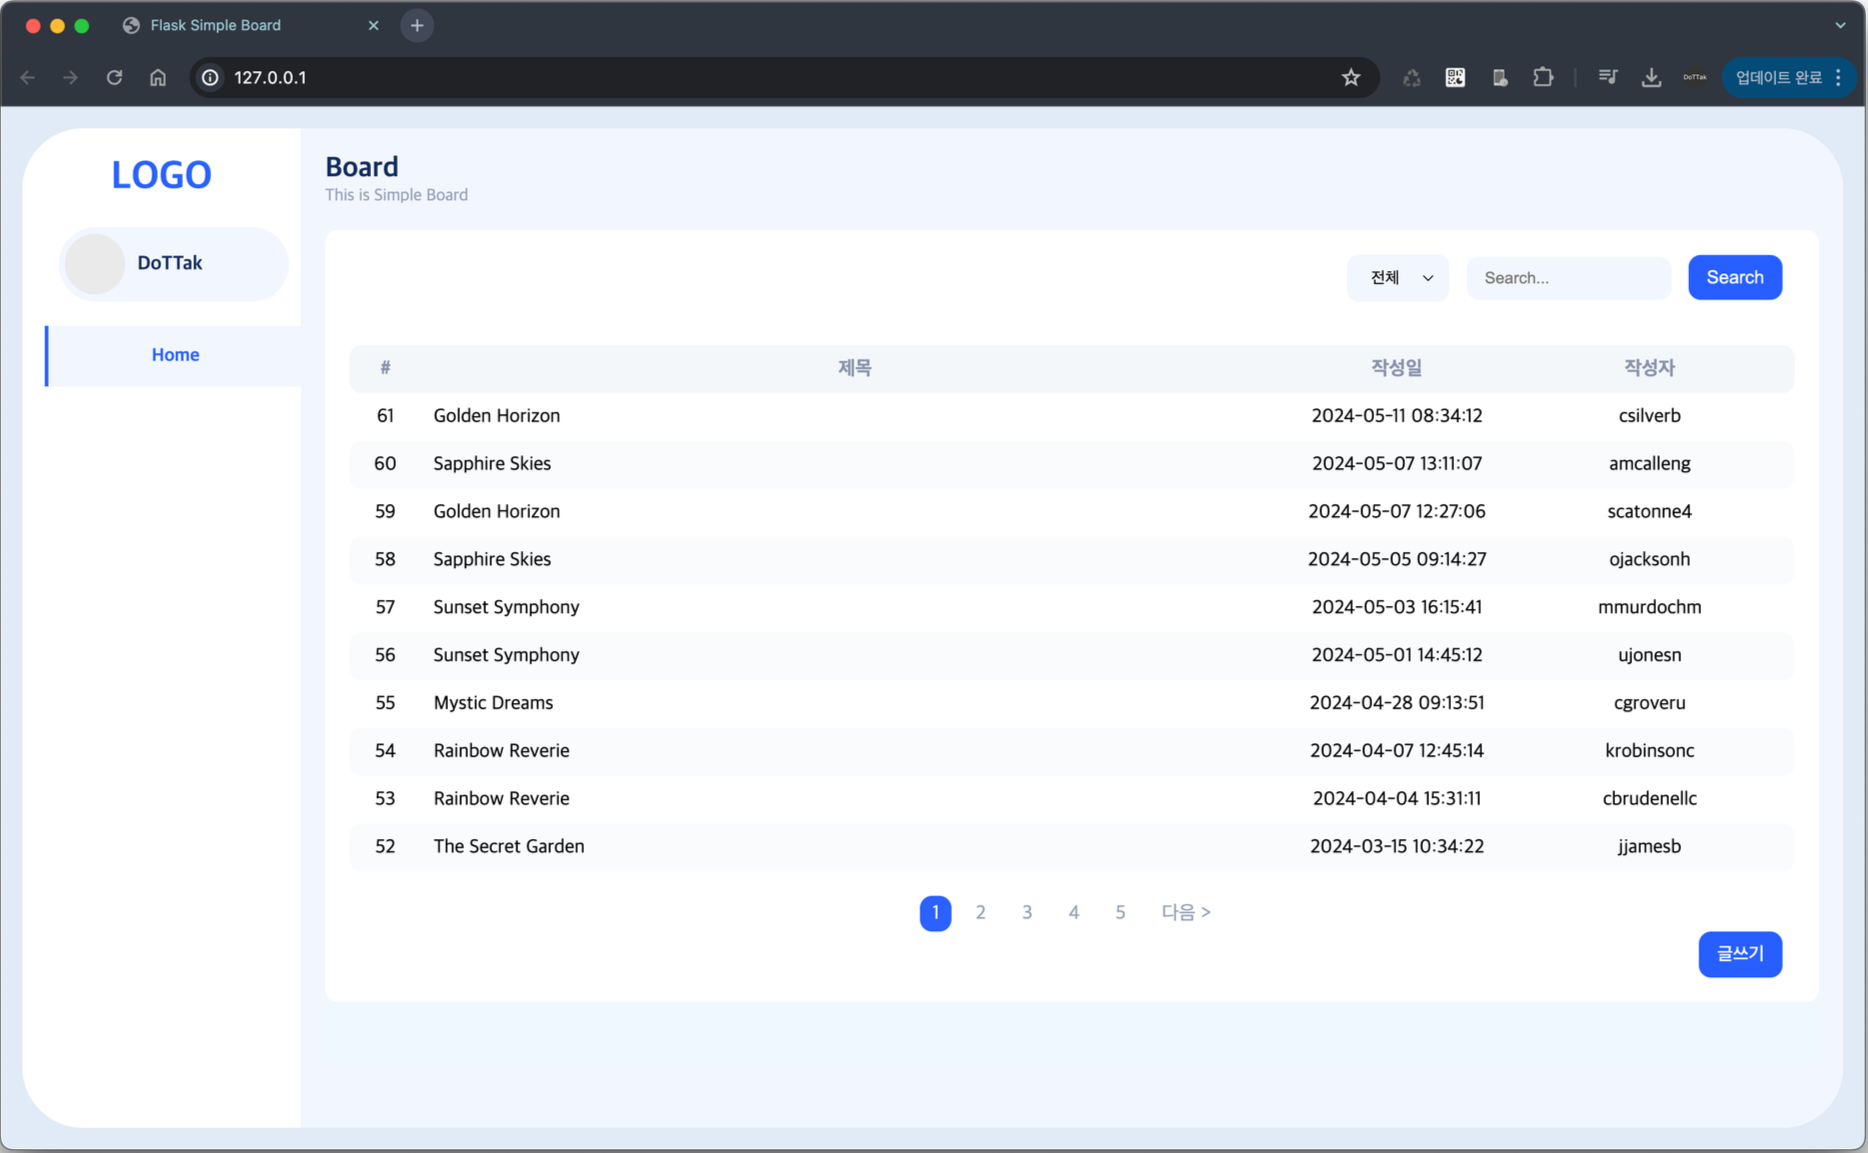 Flask Simple Board
127.0.0.1
DoTTak
업데이트 완료
LOGO
DoTTak
Home
Board
This is Simple Board
전체
Search...
Search
# 제목 작성일 작성자
61 Golden Horizon 2024-05-11 08:34:12 csilverb
60 Sapphire Skies 2024-05-07 13:11:07 amcalleng
59 Golden Horizon 2024-05-07 12:27:06 scatonne4
58 Sapphire Skies 2024-05-05 09:14:27 ojacksonh
57 Sunset Symphony 2024-05-03 16:15:41 mmurdochm
56 Sunset Symphony 2024-05-01 14:45:12 ujonesn
55 Mystic Dreams 2024-04-28 09:13:51 cgroveru
54 Rainbow Reverie 2024-04-07 12:45:14 krobinsonc
53 Rainbow Reverie 2024-04-04 15:31:11 cbrudenellc
52 The Secret Garden 2024-03-15 10:34:22 jjamesb
1 2 3 4 5 다음 >
글쓰기